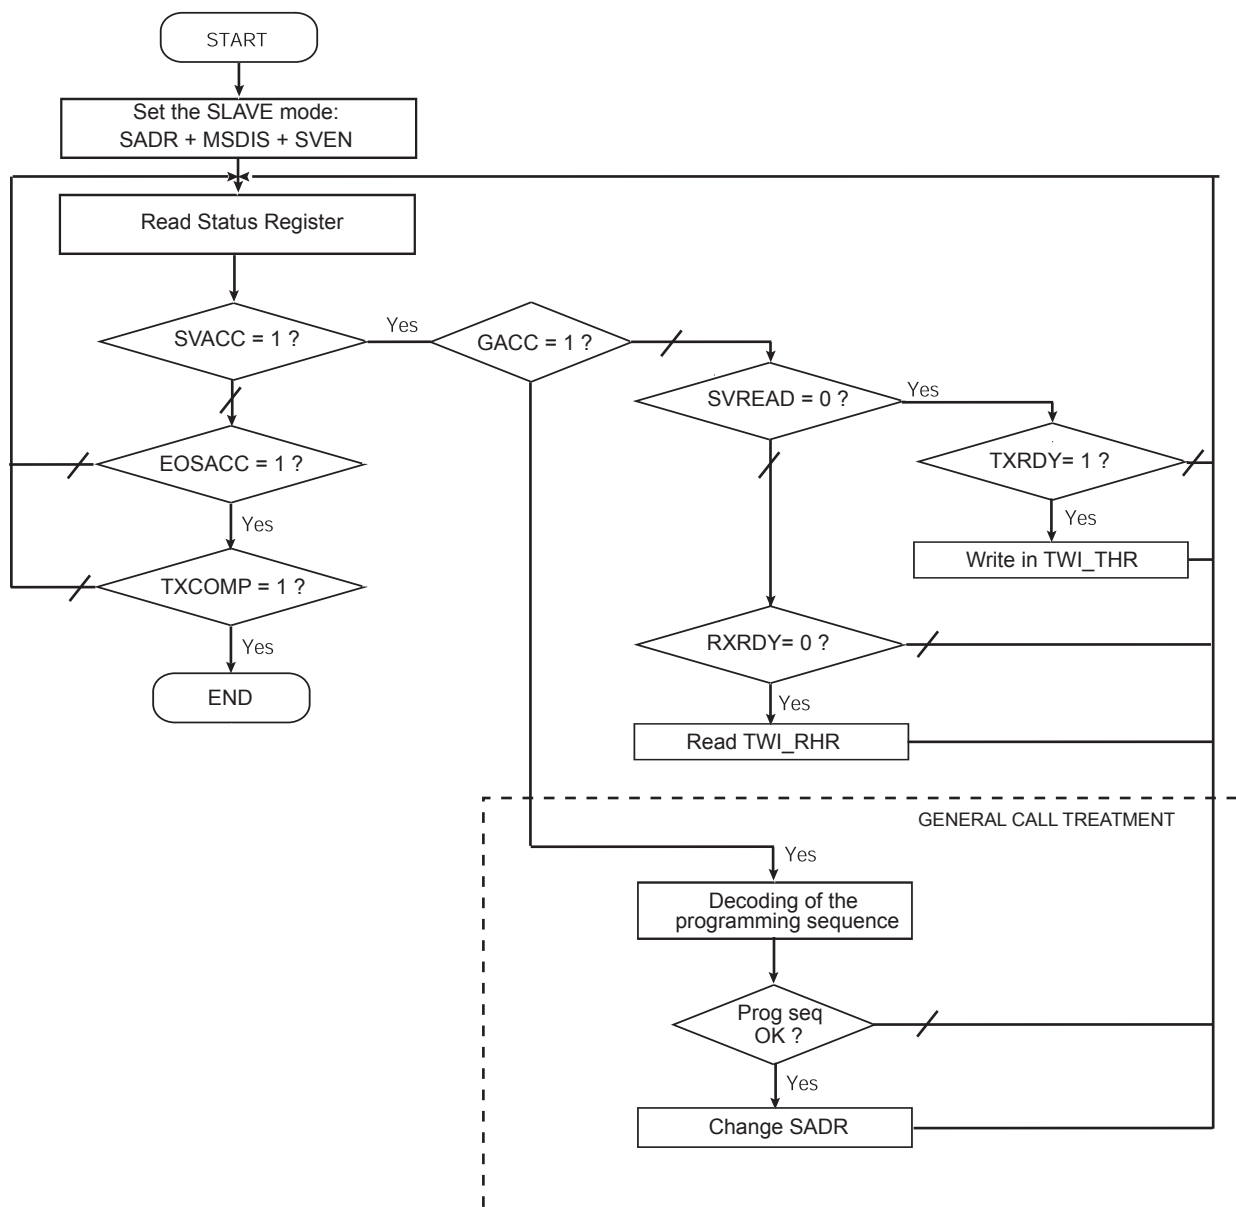 START
Set the SLAVE mode:
SADR + MSDIS + SVEN
Read Status Register
SVACC = 1 ?
Yes
GACC = 1 ?
SVREAD = 0 ?
Yes
EOSACC = 1 ?
TXRDY= 1 ?
Yes
Yes
Write in TWI_THR
TXCOMP = 1 ?
Yes
RXRDY= 0 ?
END
Yes
Read TWI_RHR
GENERAL CALL TREATMENT
Yes
Decoding of the
programming sequence
Prog seq
OK ?
Yes
Change SADR